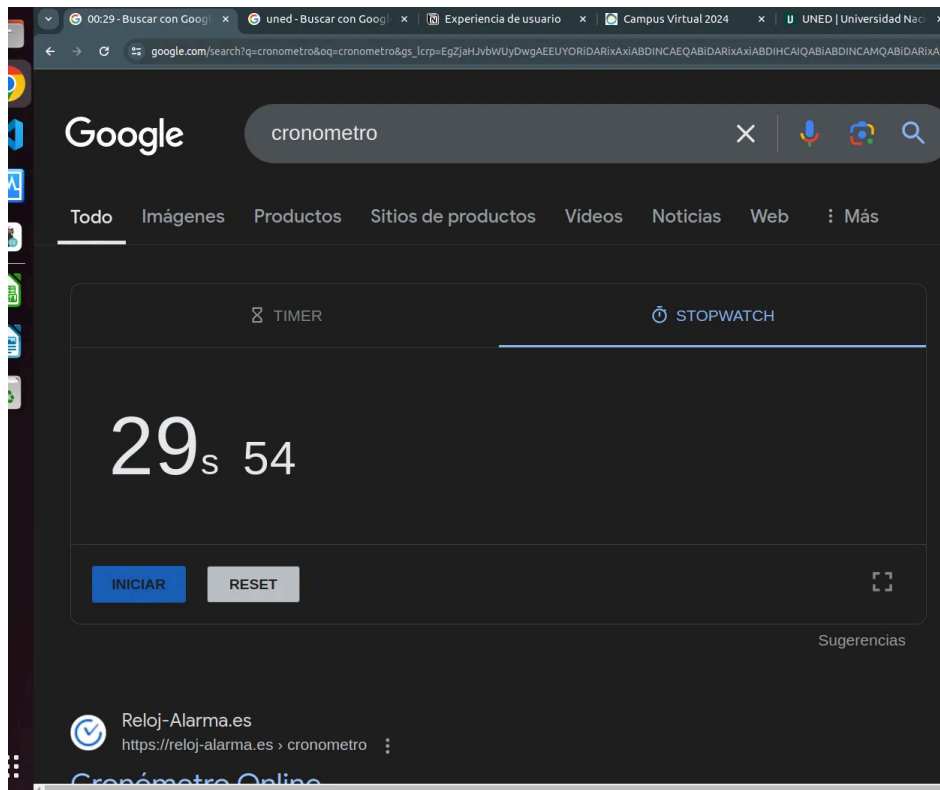 00:29 - Buscar con Googl
uned - Buscar con Googl
Experiencia de usuario
Campus Virtual 2024
UNED | Universidad Naci
google.com/search?q=cronometro&oq=cronometro&gs_lcrp=
Google
cronometro
Todo Imágenes Productos Sitios de productos Vídeos Noticias Web Más
TIMER
STOPWATCH
29s 54
INICIAR
RESET
Sugerencias
Reloj-Alarma.es
https://reloj-alarma.es › cronometro
Cronómetro Online